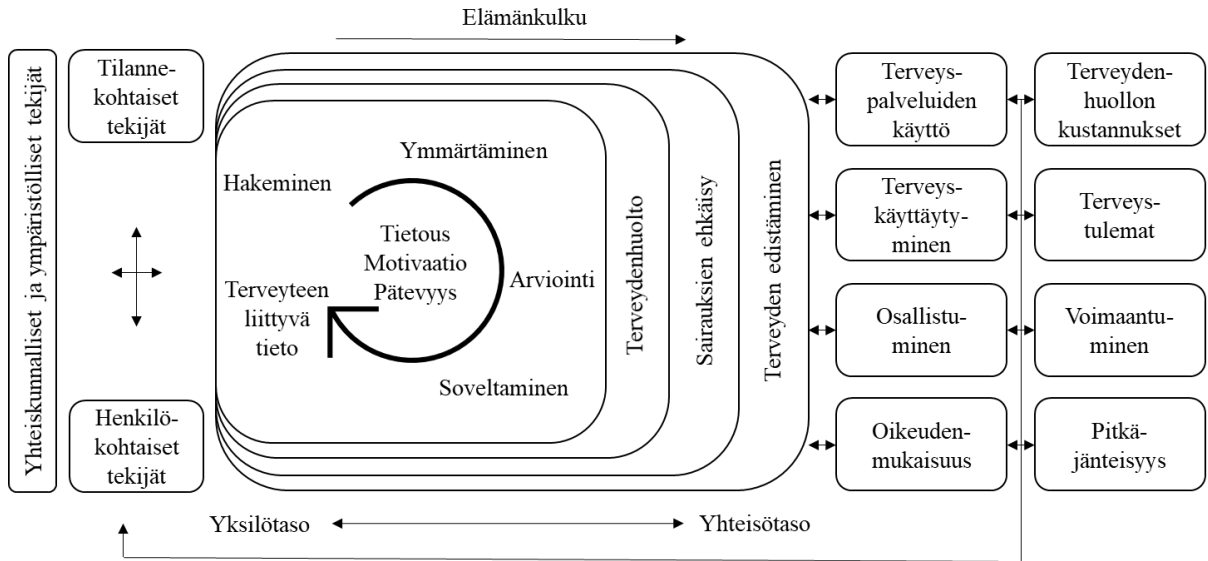 Elämänkulku
Yhteiskunnalliset ja ympäristölliset tekijät
Tilanne-
kohtaiset
tekijät
Henkilö-
kohtaiset
tekijät
Hakeminen
Ymmärtäminen
Tietous
Motivaatio
Pätevyys
Arviointi
Terveyteen
liittyvä
tieto
Soveltaminen
Terveydenhuolto
Sairauksien ehkäisy
Terveyden edistäminen
Terveys-
palveluiden
käyttö
Terveyden-
huollon
kustannukset
Terveys-
käyttäyty-
minen
Terveys-
tulemat
Osallistu-
minen
Voimaantu-
minen
Oikeuden-
mukaisuus
Pitkä-
jänteisyys
Yksilötaso
Yhteisötaso